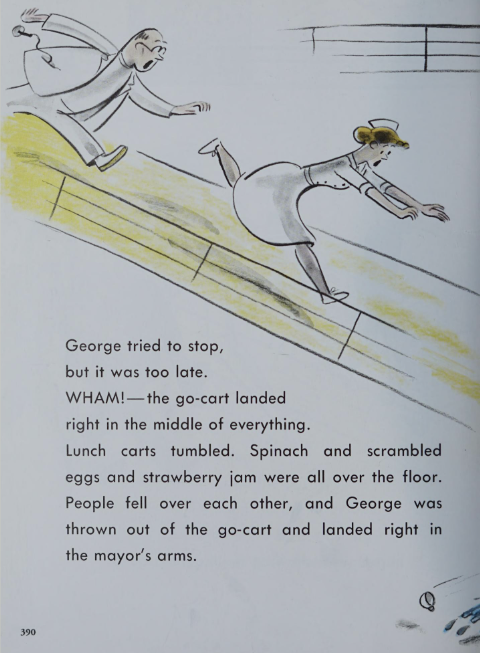 George tried to stop,
but it was too late.
WHAM!—the go-cart landed
right in the middle of everything.
Lunch carts tumbled. Spinach and scrambled
eggs and strawberry jam were all over the floor.
People fell over each other, and George was
thrown out of the go-cart and landed right in
the mayor's arms.
390